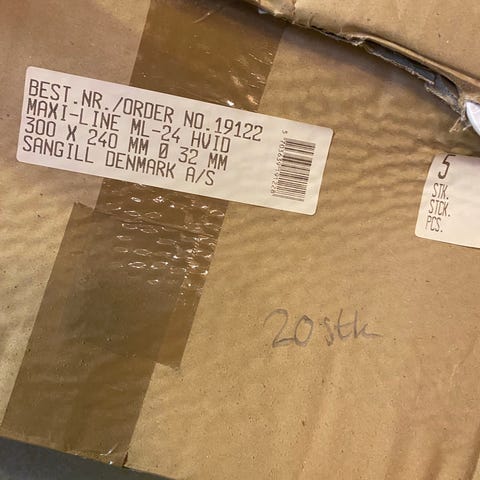 BEST.NR./ORDER NO.19122
MAXI-LINE ML-24 HVID
300 X 240 MM Ø 32 MM
SANGILL DENMARK A/S
5
STK.
STCK.
PCS.
20 stk